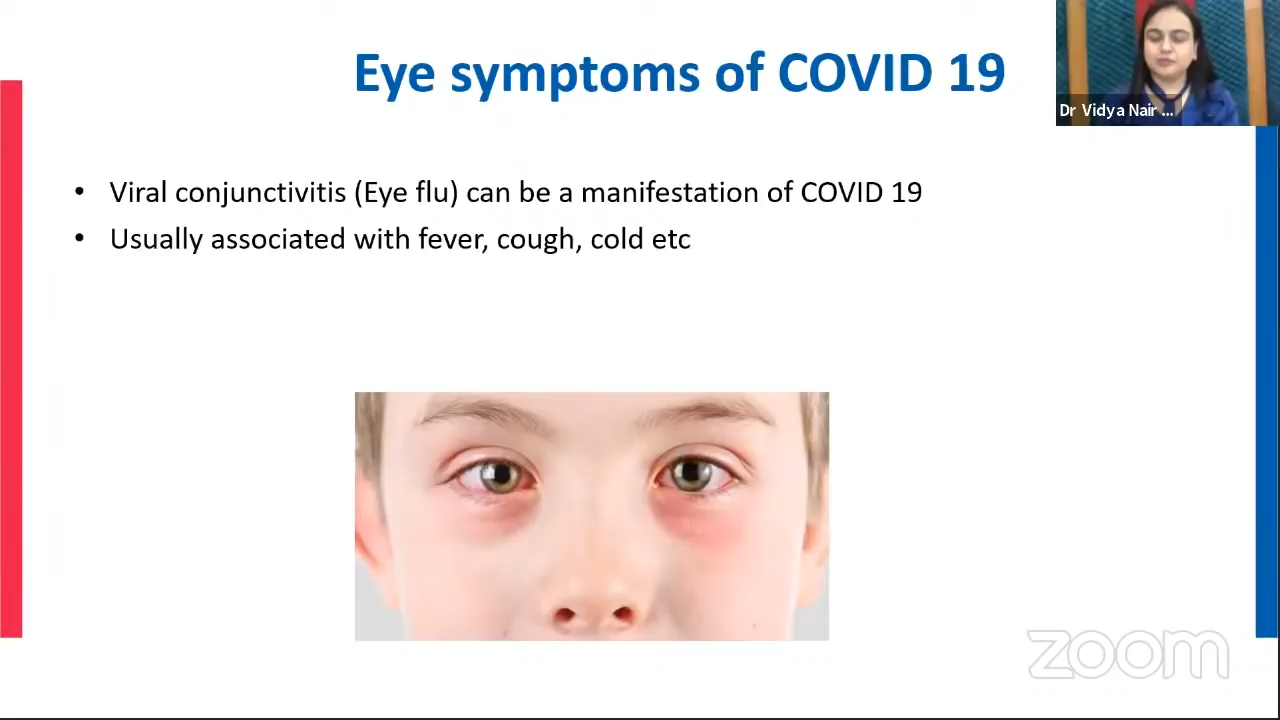 Eye symptoms of COVID 19
Dr Vidya Nair ...
• Viral conjunctivitis (Eye flu) can be a manifestation of COVID 19
• Usually associated with fever, cough, cold etc
zoom